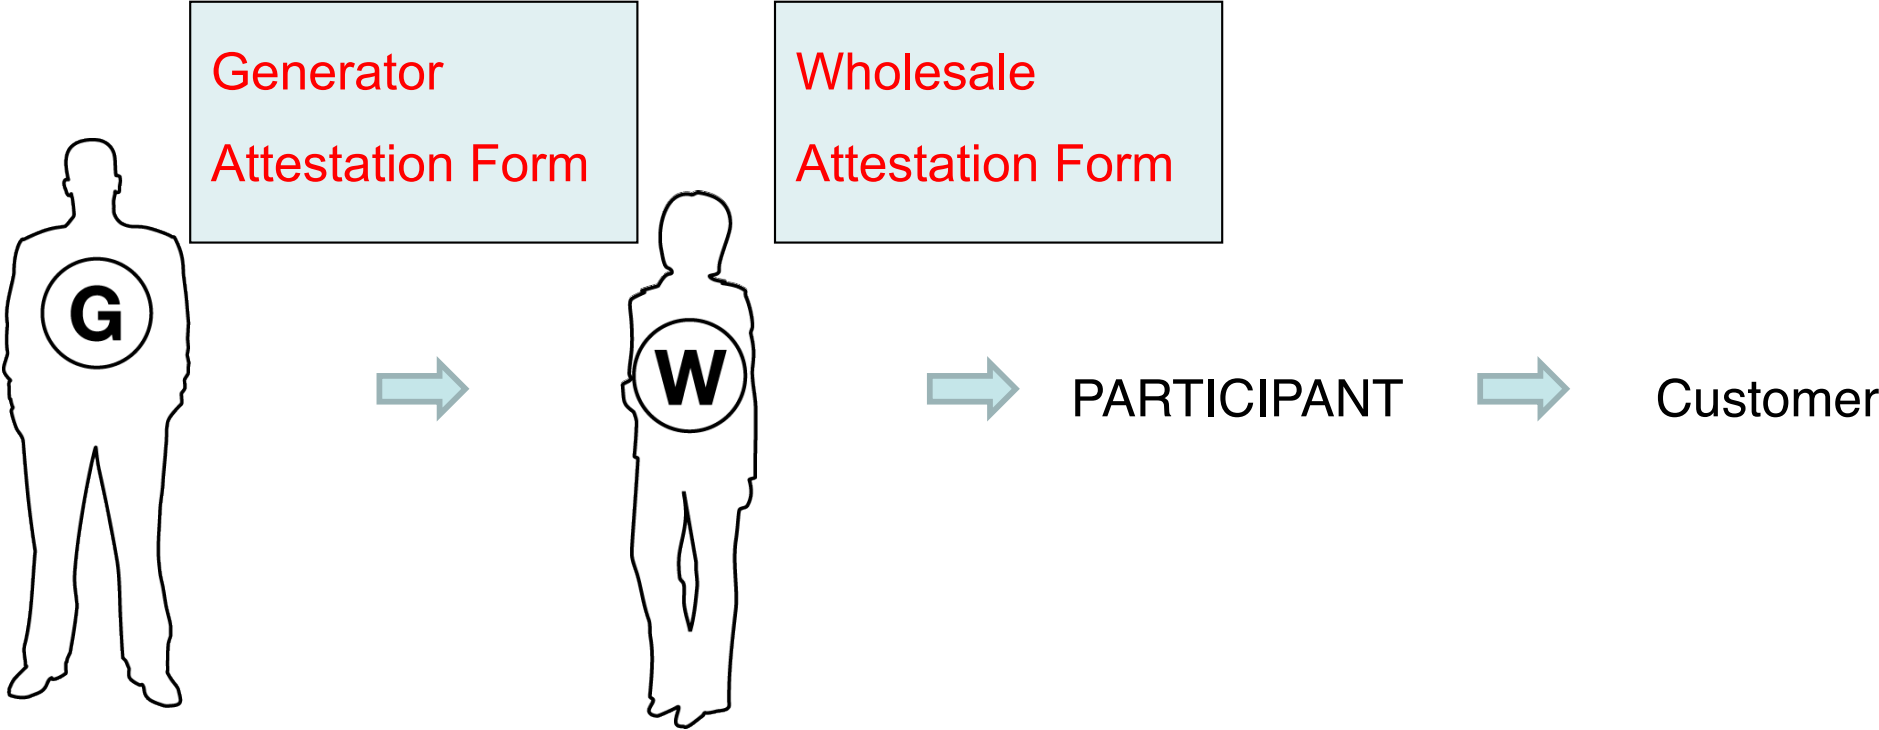 Generator
Attestation Form
Wholesale
Attestation Form
G
W
PARTICIPANT
Customer